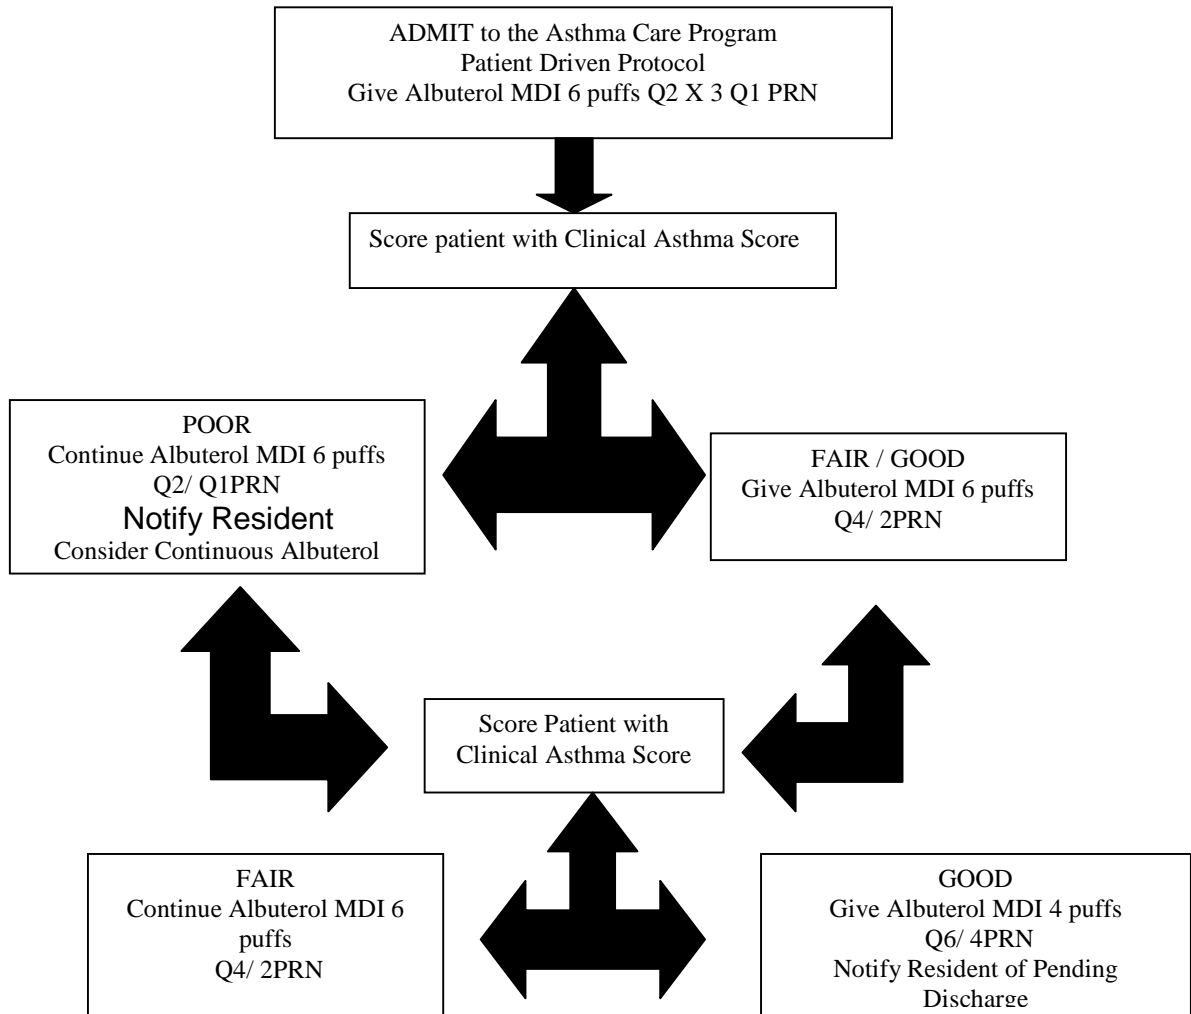 ADMIT to the Asthma Care Program
Patient Driven Protocol
Give Albuterol MDI 6 puffs Q2 X 3 Q1 PRN
Score patient with Clinical Asthma Score
POOR
Continue Albuterol MDI 6 puffs
Q2/ Q1PRN
Notify Resident
Consider Continuous Albuterol
FAIR / GOOD
Give Albuterol MDI 6 puffs
Q4/ 2PRN
Score Patient with
Clinical Asthma Score
FAIR
Continue Albuterol MDI 6
puffs
Q4/ 2PRN
GOOD
Give Albuterol MDI 4 puffs
Q6/ 4PRN
Notify Resident of Pending
Discharge